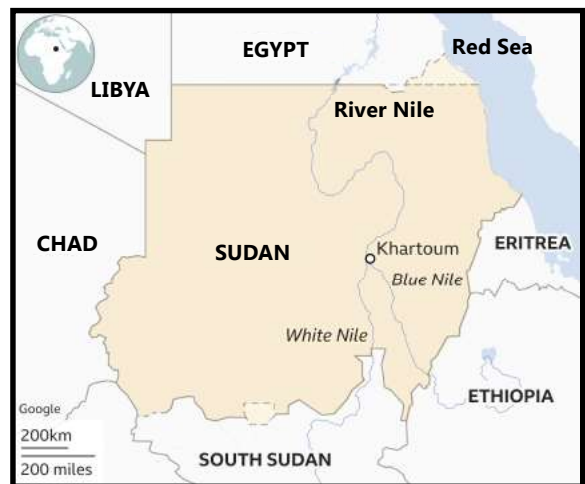 EGYPT
Red Sea
LIBYA
River Nile
CHAD
SUDAN
Khartoum
ERITREA
Blue Nile
White Nile
ETHIOPIA
Google
200km
200 miles
SOUTH SUDAN